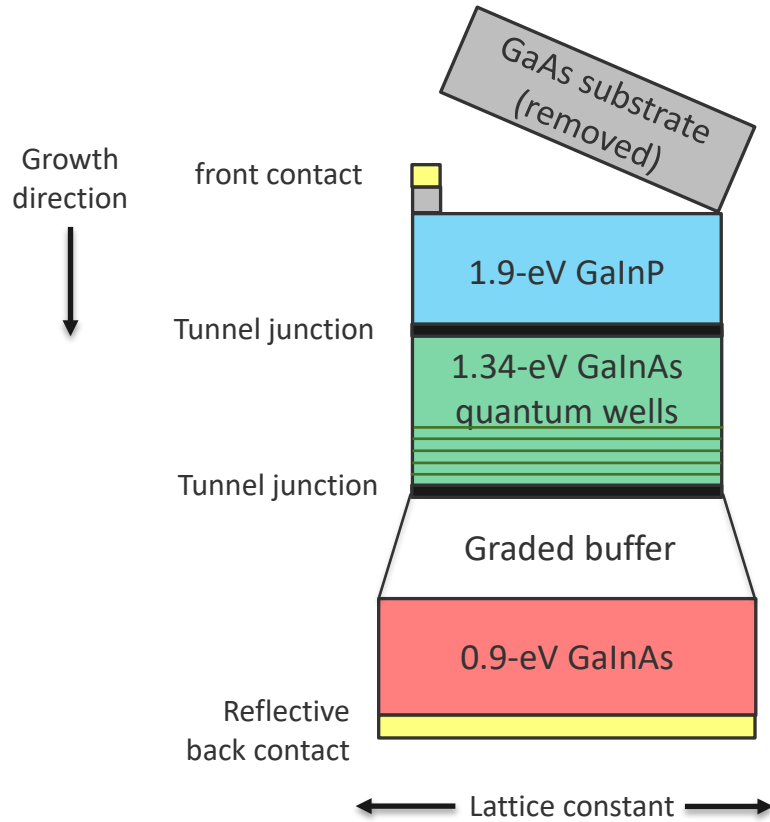 GaAs substrate
(removed)
Growth
direction
front contact
1.9-eV GaInP
Tunnel junction
1.34-eV GaInAs
quantum wells
Tunnel junction
Graded buffer
0.9-eV GaInAs
Reflective
back contact
Lattice constant